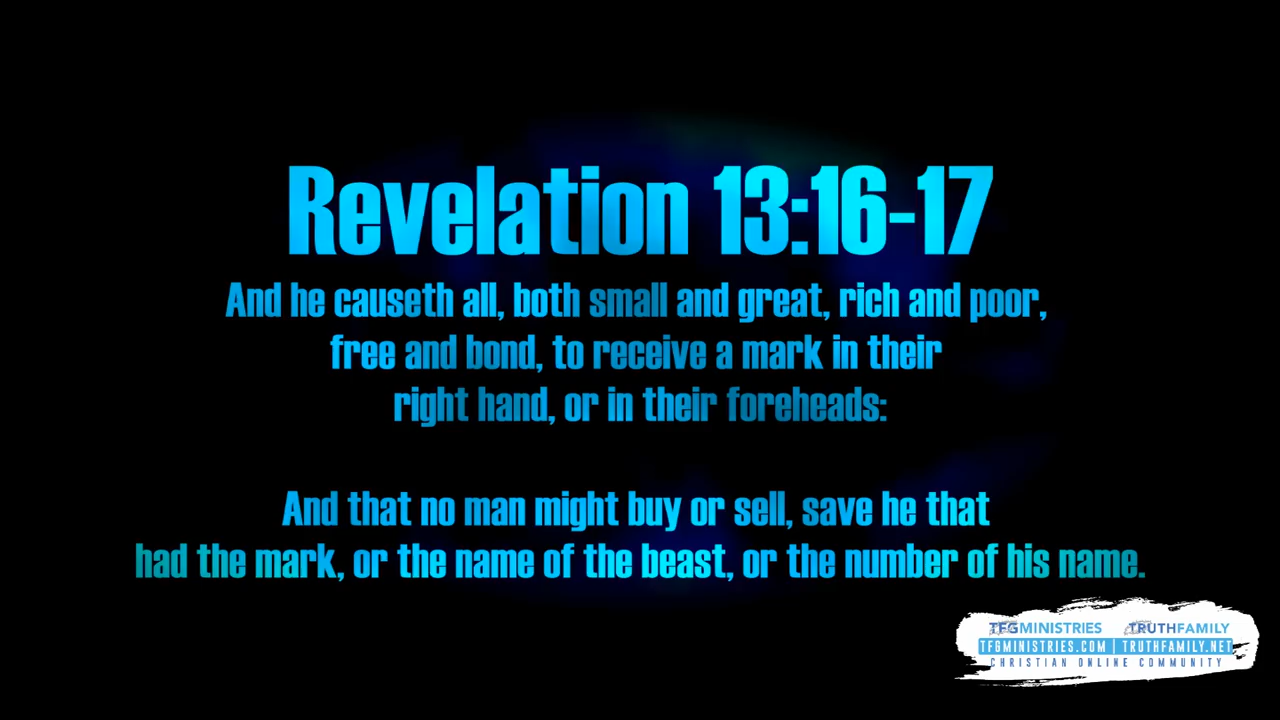 Revelation 13:16-17
And he causeth all, both small and great, rich and poor,
free and bond, to receive a mark in their
right hand, or in their foreheads:
And that no man might buy or sell, save he that
had the mark, or the name of the beast, or the number of his name.
TFGMINISTRIES TRUTHFAMILY
TFGMINISTRIES.COM | TRUTHFAMILY.NET
CHRISTIAN ONLINE COMMUNITY